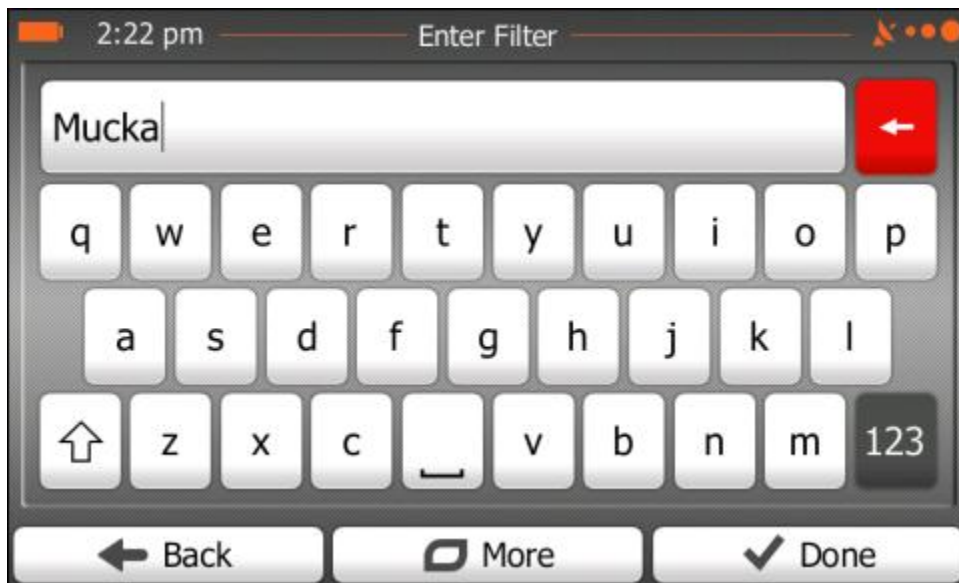 2:22 pm Enter Filter
Mucka
q w e r t y u i o p
a s d f g h j k l
z x c v b n m 123
Back More Done